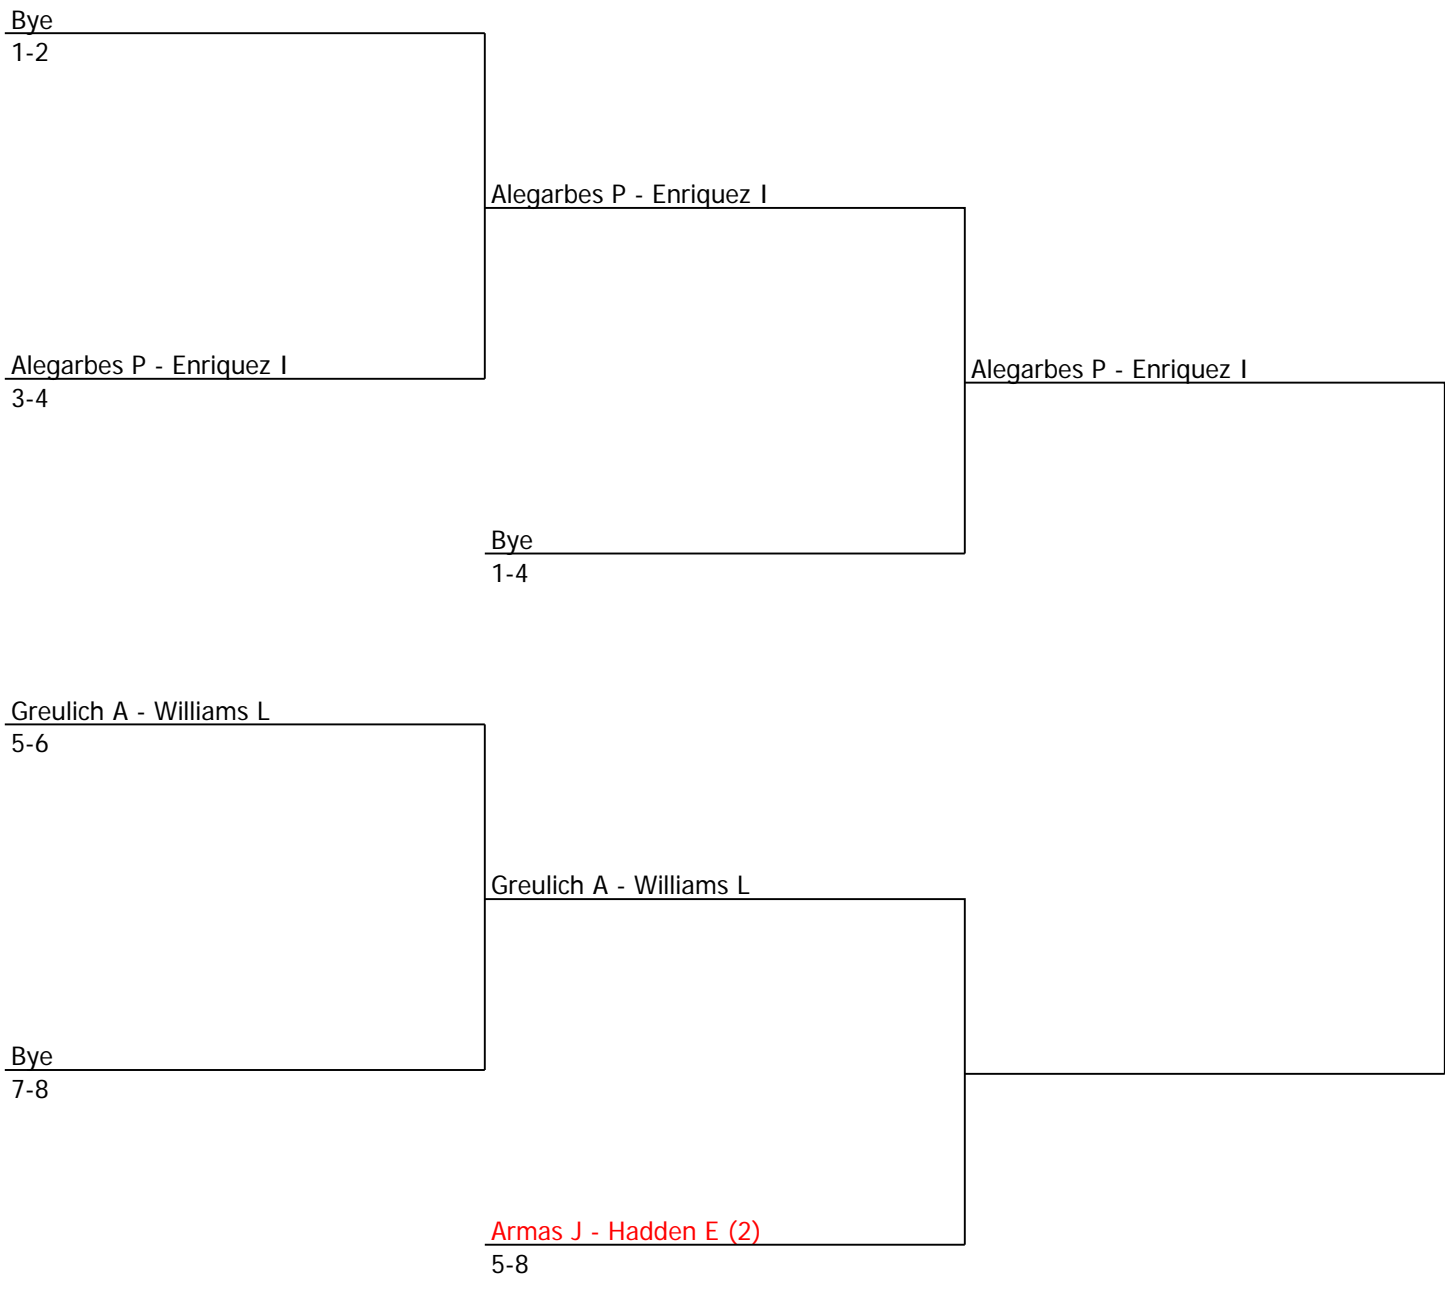 Bye
1-2
Alegarbes P - Enriquez I
Alegarbes P - Enriquez I
3-4
Alegarbes P - Enriquez I
Bye
1-4
Greulich A - Williams L
5-6
Greulich A - Williams L
Bye
7-8
Armas J - Hadden E (2)
5-8